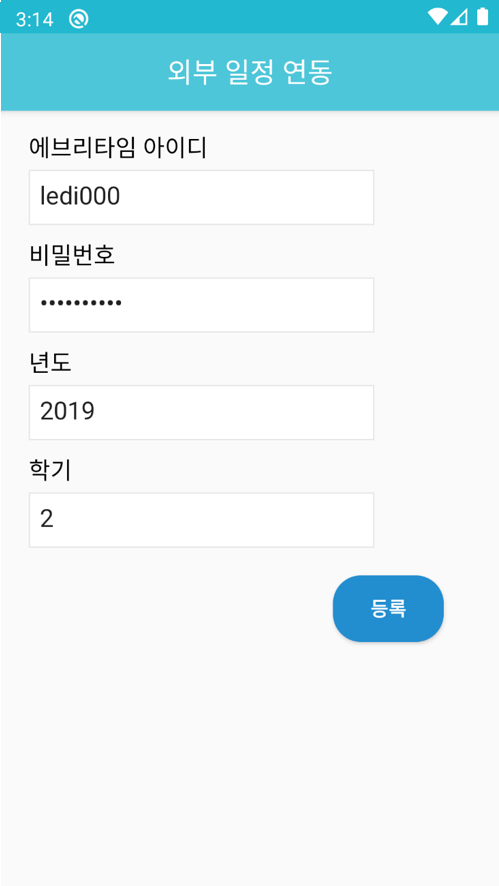 3:14
외부 일정 연동
에브리타임 아이디
ledi000
비밀번호
••••••••••
년도
2019
학기
2
등록